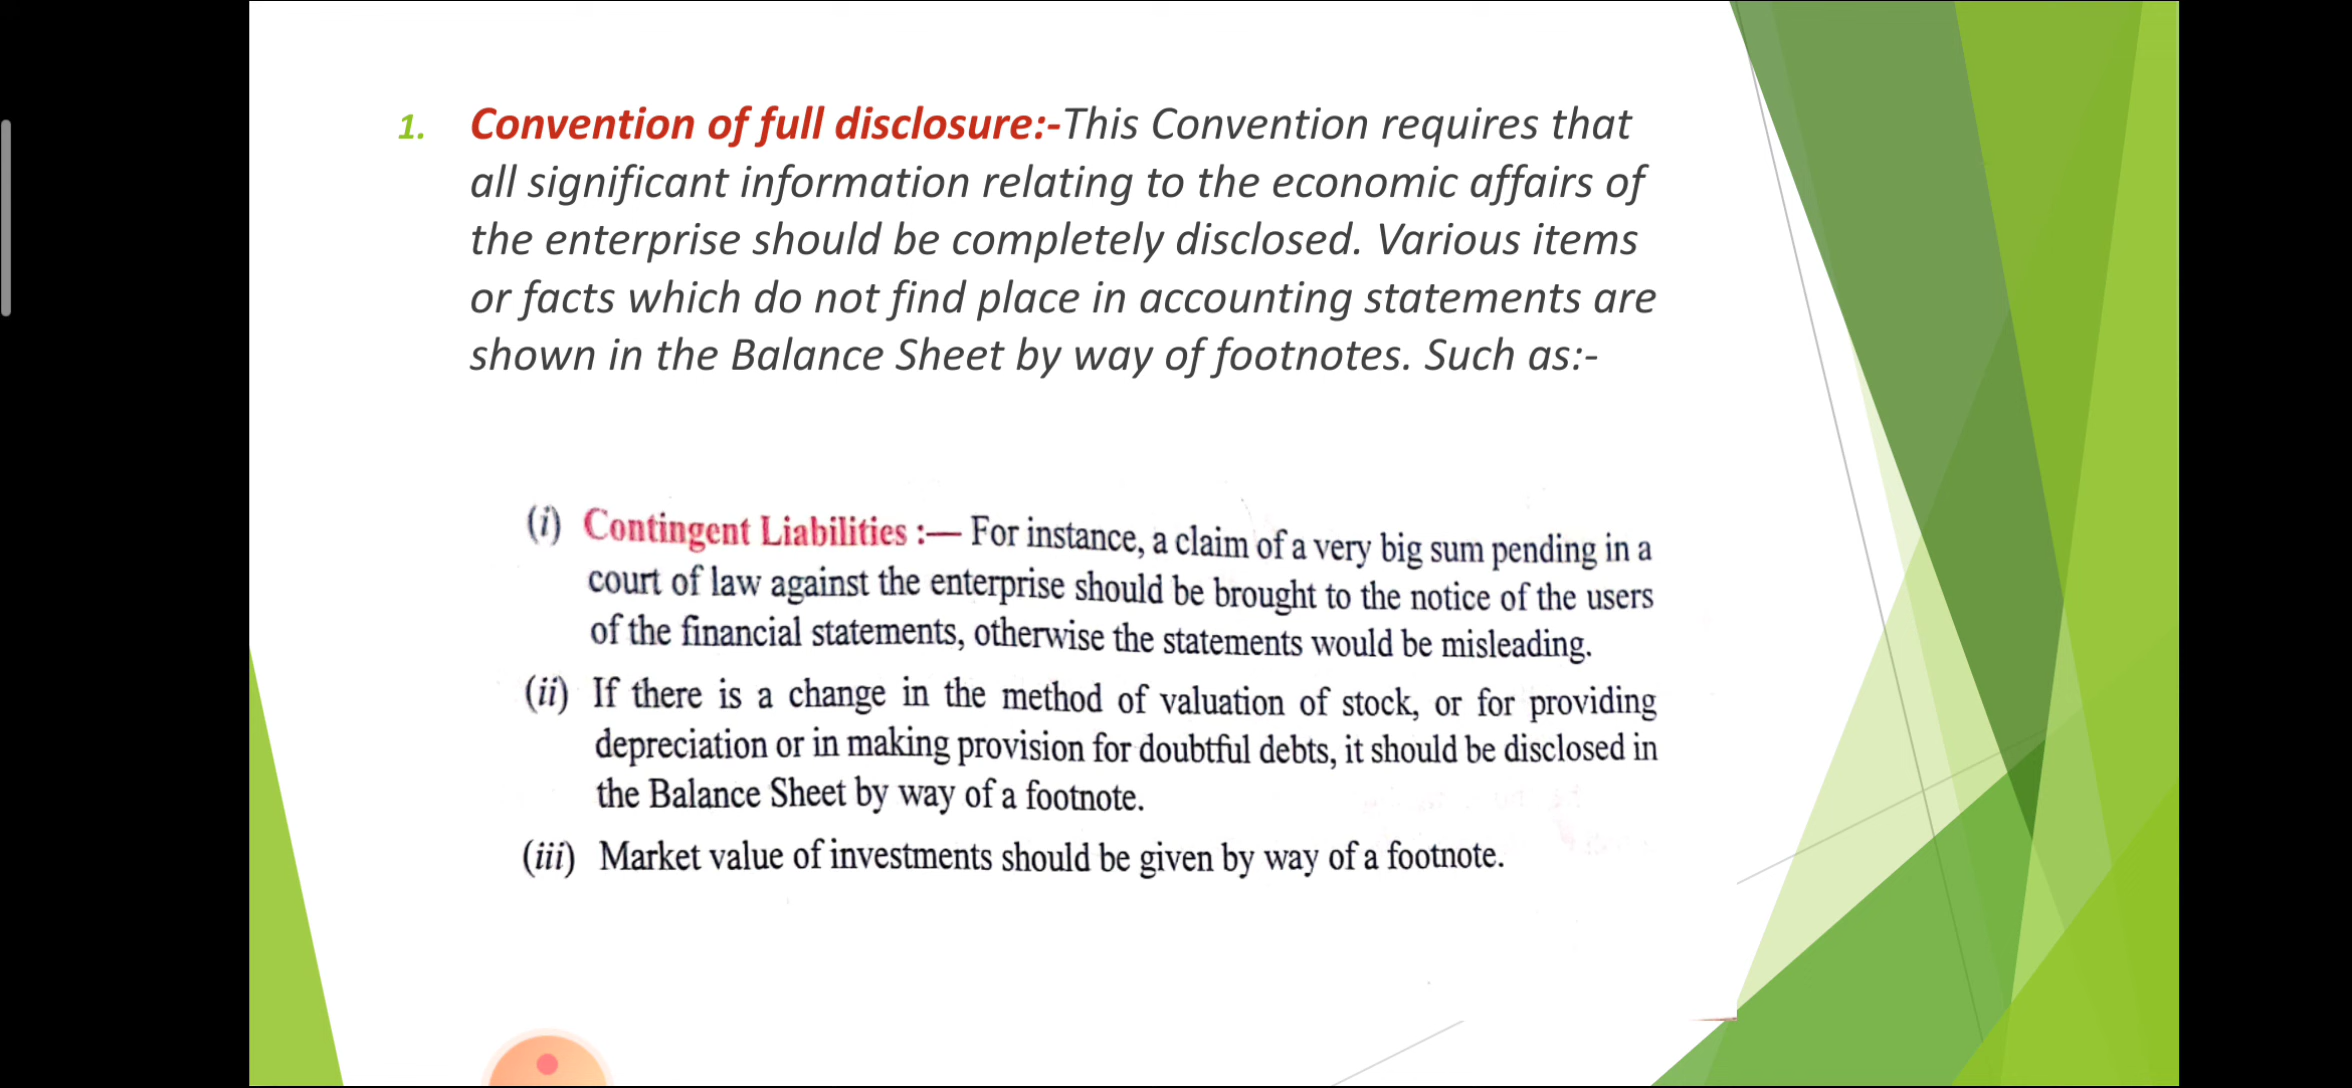 1. Convention of full disclosure:-This Convention requires that
all significant information relating to the economic affairs of
the enterprise should be completely disclosed. Various items
or facts which do not find place in accounting statements are
shown in the Balance Sheet by way of footnotes. Such as:-
(i) Contingent Liabilities :— For instance, a claim of a very big sum pending in a
court of law against the enterprise should be brought to the notice of the users
of the financial statements, otherwise the statements would be misleading.
(ii) If there is a change in the method of valuation of stock, or for providing
depreciation or in making provision for doubtful debts, it should be disclosed in
the Balance Sheet by way of a footnote.
(iii) Market value of investments should be given by way of a footnote.